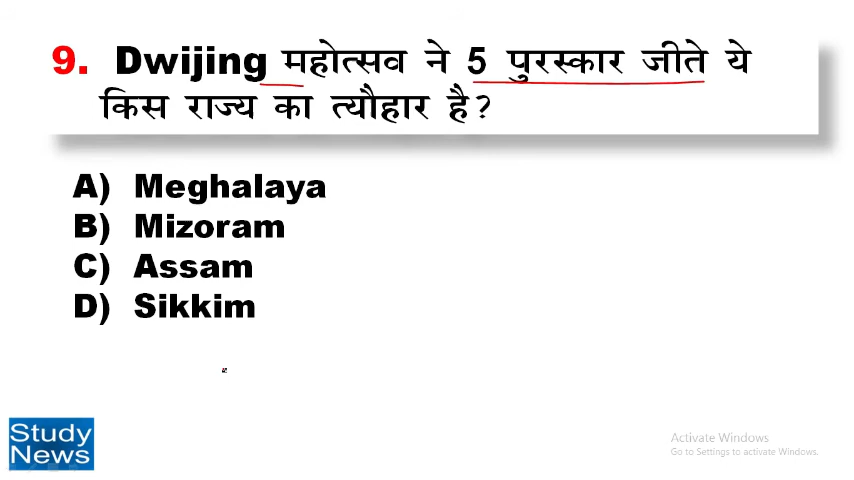 9. Dwijing महोत्सव ने 5 पुरस्कार जीते ये
किस राज्य का त्यौहार है?
A) Meghalaya
B) Mizoram
C) Assam
D) Sikkim
Study
News
Activate Windows
Go to Settings to activate Windows.